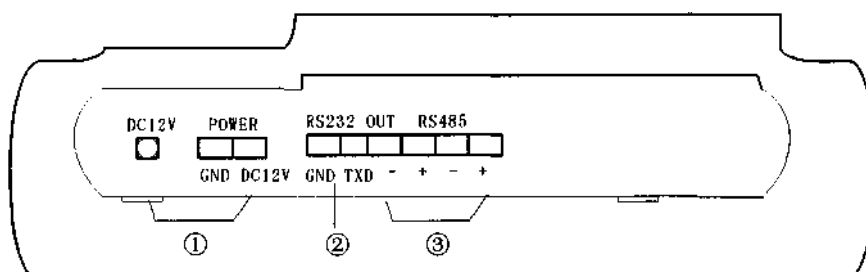 DC12V POWER RS232 OUT RS485
GND DC12V GND TXD - + - +
① ② ③